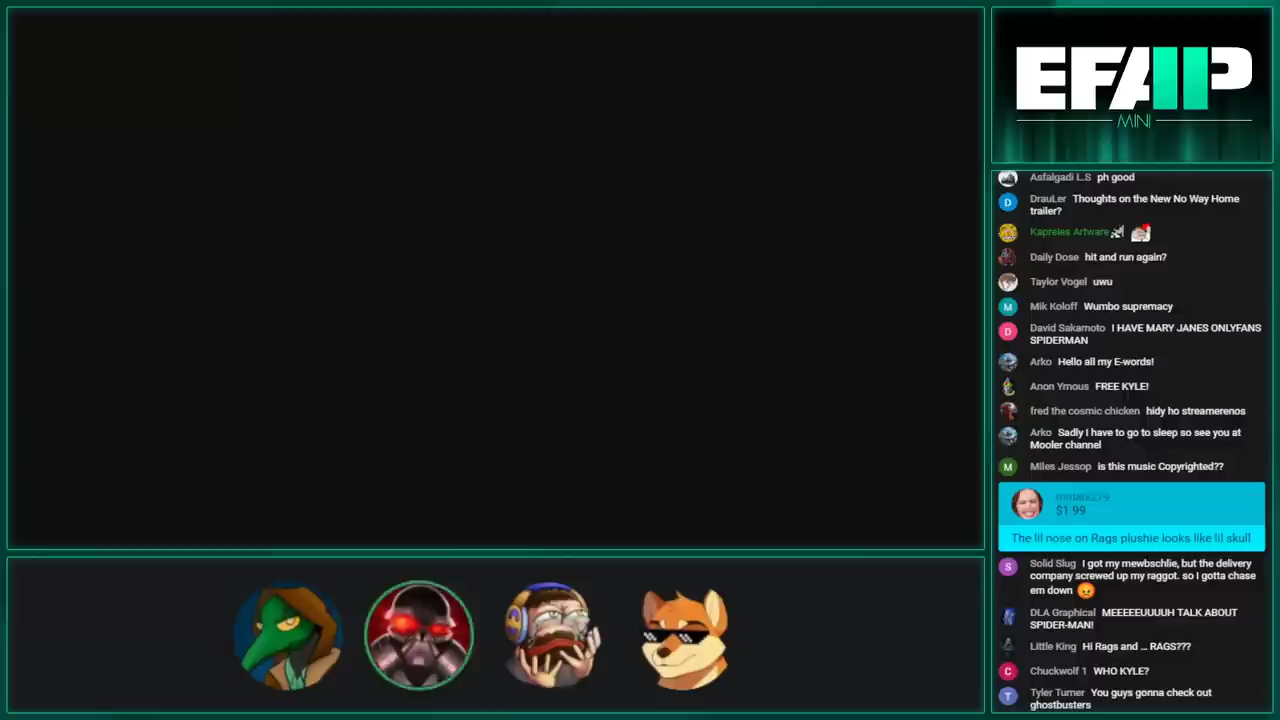 EFAP
MINI
Asfalgadi L.S ph good
D DrauLer Thoughts on the New No Way Home
trailer?
Kapreles Artware
Daily Dose hit and run again?
Taylor Vogel uwu
M Mik Koloff Wumbo supremacy
D David Sakamoto I HAVE MARY JANES ONLYFANS
SPIDERMAN
Arko Hello all my E-words!
Anon Ymous FREE KYLE!
fred the cosmic chicken hidy ho streamerenos
Arko Sadly I have to go to sleep so see you at
Mooler channel
M Miles Jessop is this music Copyrighted??
$1.99
The lil nose on Rags plushie looks like lil skull
S Solid Slug I got my mewbschlie, but the delivery
company screwed up my raggot. so I gotta chase
em down
DLA Graphical MEEEEEUUUUH TALK ABOUT
SPIDER-MAN!
Little King Hi Rags and ... RAGS???
C Chuckwolf 1 WHO KYLE?
T Tyler Turner You guys gonna check out
ghostbusters